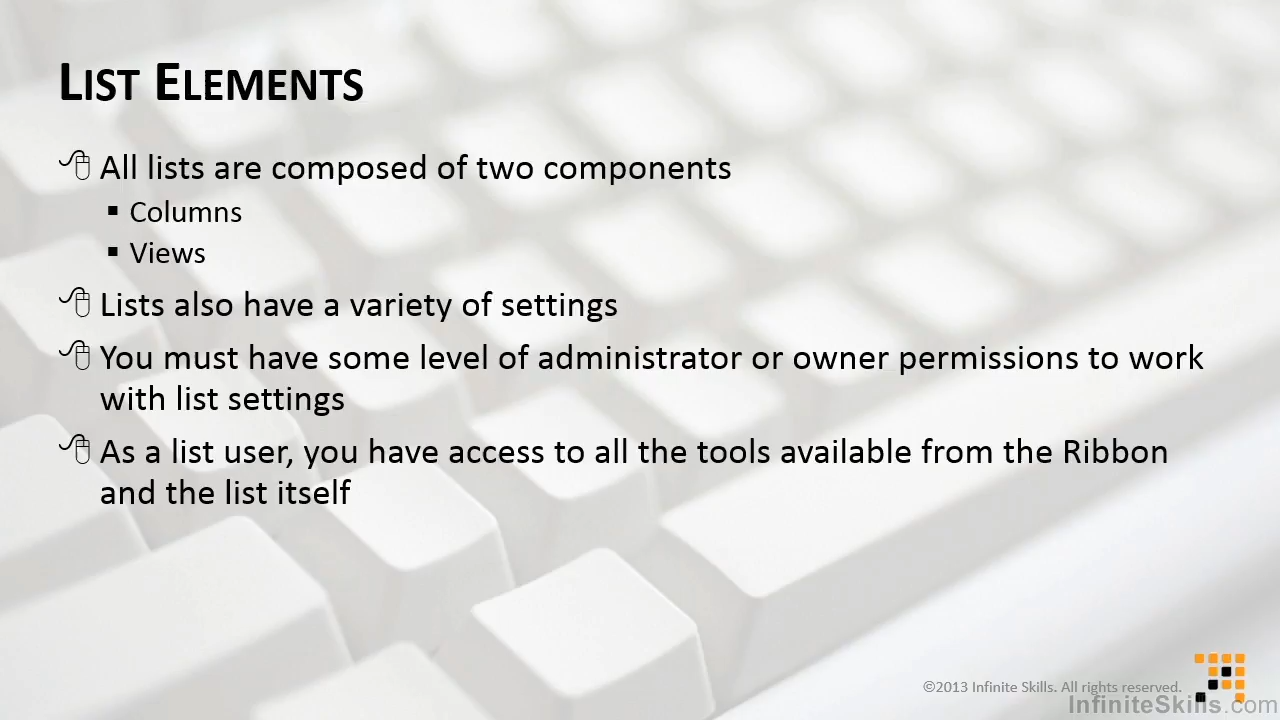 LIST ELEMENTS
All lists are composed of two components
Columns
Views
Lists also have a variety of settings
You must have some level of administrator or owner permissions to work
with list settings
As a list user, you have access to all the tools available from the Ribbon
and the list itself
©2013 Infinite Skills. All rights reserved.
InfiniteSkills.com